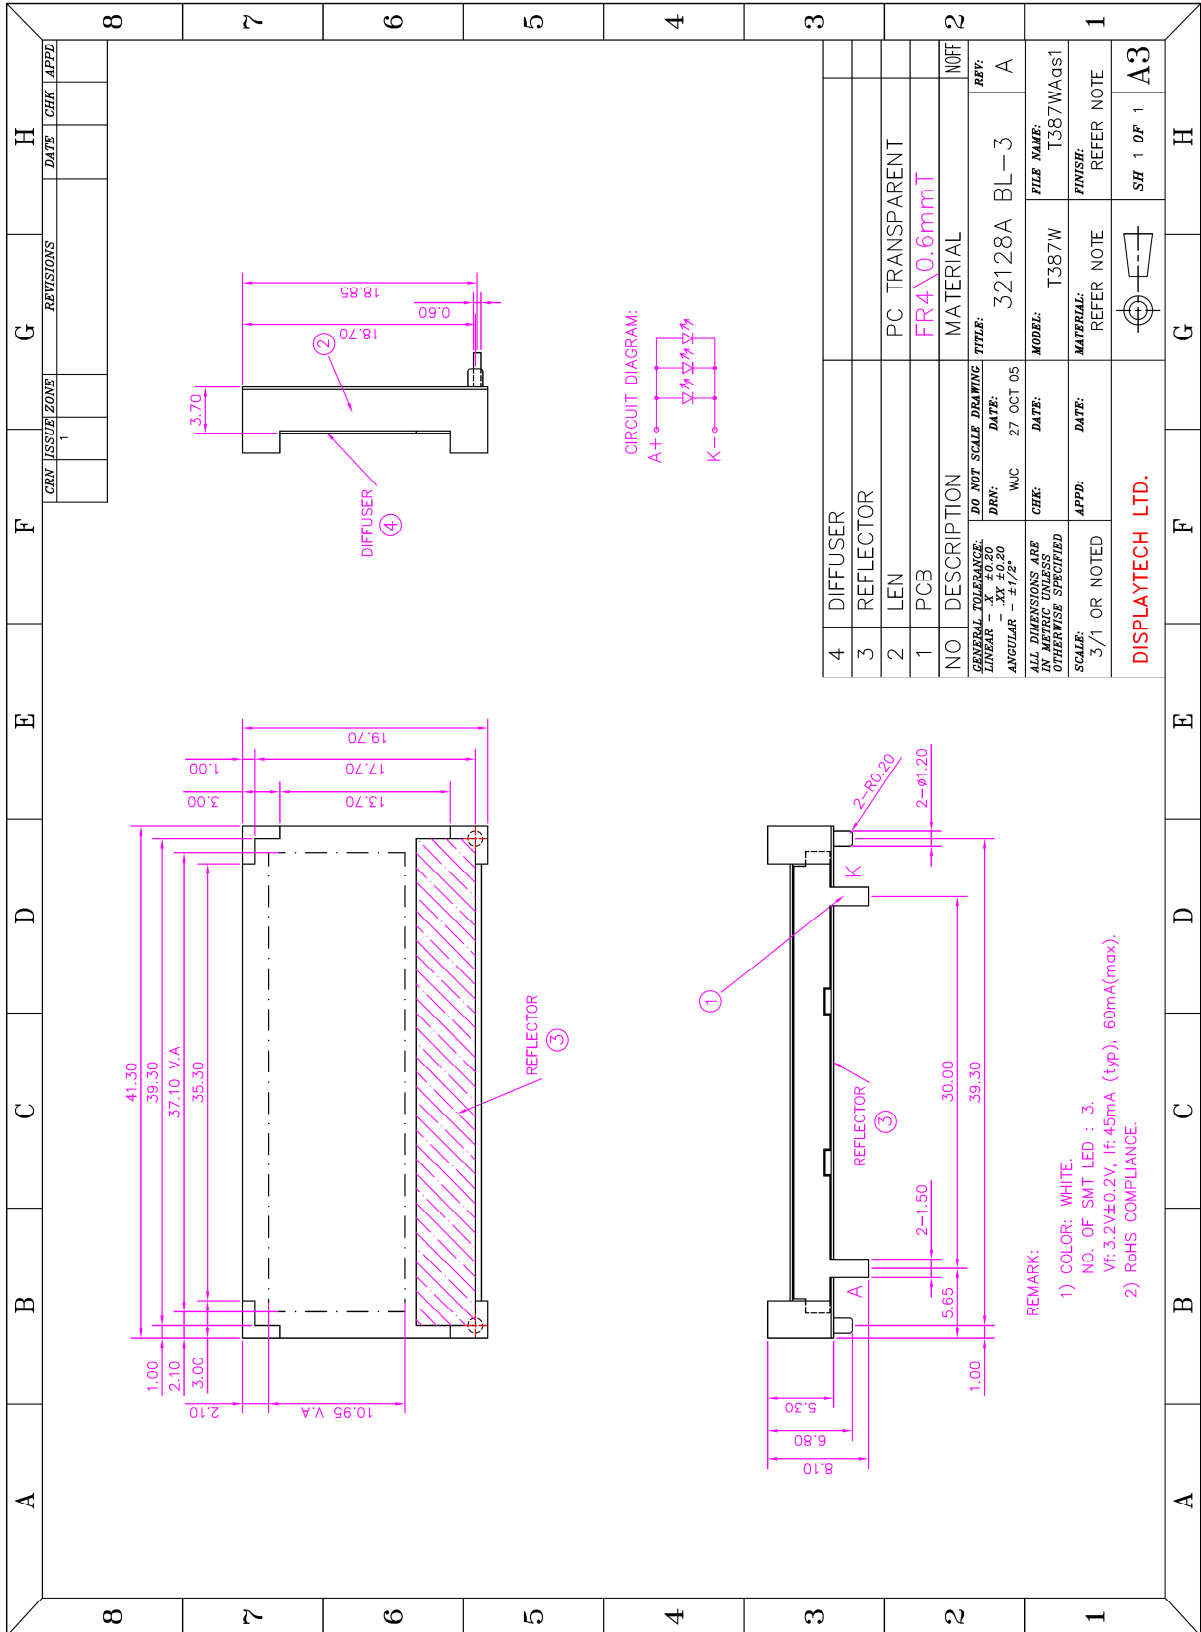 A B C D E F G H
8 7 6 5 4 3 2 1
CRN ISSUE ZONE REVISIONS DATE CHK APPD
1
41.30
39.30
37.10 V.A
35.30
1.00
2.10
3.00
2.10
10.95 V.A
3.00
1.00
13.70
17.70
19.70
REFLECTOR
3
3.70
18.70
18.85
0.60
2
DIFFUSER
4
CIRCUIT DIAGRAM:
A+
K-
5.30
6.80
8.10
A
K
REFLECTOR
3
1
2-R0.20
2-ø1.20
2-1.50
5.65
30.00
1.00
39.30
REMARK:
1) COLOR: WHITE.
NO. OF SMT LED : 3.
Vf: 3.2V±0.2V, If: 45mA (typ), 60mA(max).
2) RoHS COMPLIANCE.
4 DIFFUSER
3 REFLECTOR
2 LEN PC TRANSPARENT
1 PCB FR4\0.6mmT
NO DESCRIPTION MATERIAL NOFF
GENERAL TOLERANCE:
LINEAR - .X ±0.20
- .XX ±0.20
ANGULAR - ±1/2°
ALL DIMENSIONS ARE
IN METRIC UNLESS
OTHERWISE SPECIFIED
SCALE:
3/1 OR NOTED
DO NOT SCALE DRAWING
DRN: DATE:
WJC 27 OCT 05
CHK: DATE:
APPD: DATE:
TITLE:
32128A BL-3
REV:
A
MODEL:
T387W
FILE NAME:
T387WAas1
MATERIAL:
REFER NOTE
FINISH:
REFER NOTE
DISPLAYTECH LTD.
SH 1 OF 1
A3
A B C D E F G H
8 7 6 5 4 3 2 1